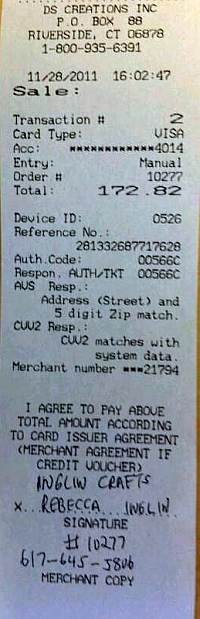 DS CREATIONS INC
P.O. BOX 88
RIVERSIDE, CT 06878
1-800-935-6391
11/28/2011 16:02:47
Sale:
Transaction # 2
Card Type: VISA
Acc: ************4014
Entry: Manual
Order # 10277
Total: 172.82
Device ID: 0526
Reference No.:
281332687717628
Auth.Code: 00566C
Respon. AUTH/TKT 00566C
AVS Resp.:
Address (Street) and
5 digit Zip match.
CVV2 Resp.:
CVV2 matches with
system data.
Merchant number ***21794
I AGREE TO PAY ABOVE
TOTAL AMOUNT ACCORDING
TO CARD ISSUER AGREEMENT
(MERCHANT AGREEMENT IF
CREDIT VOUCHER)
INGLIN CRAFTS
X...REBECCA....INGLIN
SIGNATURE
# 10277
617-645-5806
MERCHANT COPY